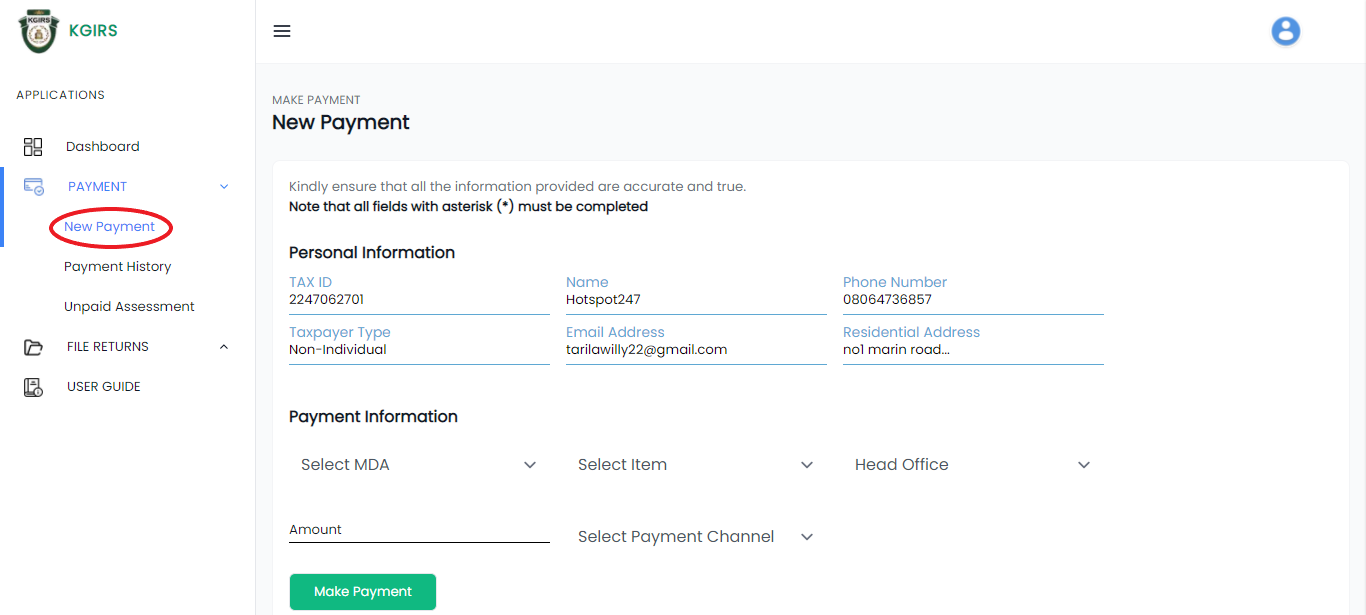 KGIRS
KGIRS
APPLICATIONS
Dashboard
PAYMENT
New Payment
Payment History
Unpaid Assessment
FILE RETURNS
USER GUIDE
MAKE PAYMENT
New Payment
Kindly ensure that all the information provided are accurate and true.
Note that all fields with asterisk (*) must be completed
Personal Information
TAX ID Name Phone Number
2247062701 Hotspot247 08064736857
Taxpayer Type Email Address Residential Address
Non-Individual tarilawilly22@gmail.com no1 marin road...
Payment Information
Select MDA Select Item Head Office
Amount Select Payment Channel
Make Payment